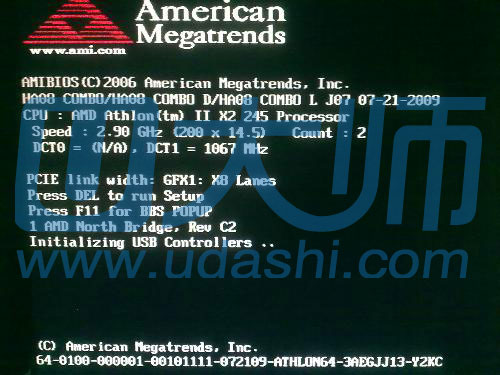 American
Megatrends
www.ami.com
AMIBIOS(C)2006 American Megatrends, Inc.
HA08 COMBO/HA08 COMBO D/HA08 COMBO L J07 07-21-2009
CPU : AMD Athlon(tm) II X2 245 Processor
Speed : 2.90 GHz (200 x 14.5) Count : 2
DCT0 = (N/A), DCT1 = 1067 MHz
PCIE link width: GFX1: X8 Lanes
Press DEL to run Setup
Press F11 for BBS POPUP
1 AMD North Bridge, Rev C2
Initializing USB Controllers ..
大师
www.udashi.com
(C) American Megatrends, Inc.
64-0100-000001-00101111-072109-ATHLON64-3AEGJJ13-Y2KC